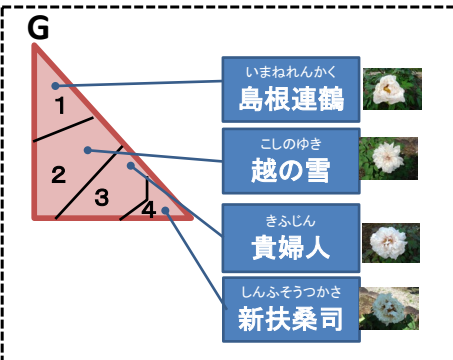 G
1
いまねれんかく
島根連鶴
2
こしのゆき
越の雪
3
きふじん
貴婦人
4
しんふそうつかさ
新扶桑司